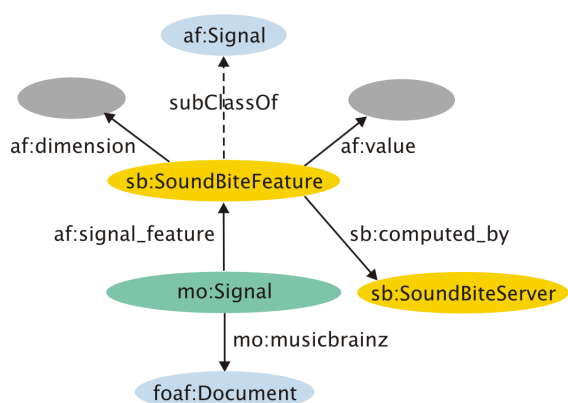 af:Signal
subClassOf
af:dimension
af:value
sb:SoundBiteFeature
af:signal_feature
sb:computed_by
mo:Signal
sb:SoundBiteServer
mo:musicbrainz
foaf:Document